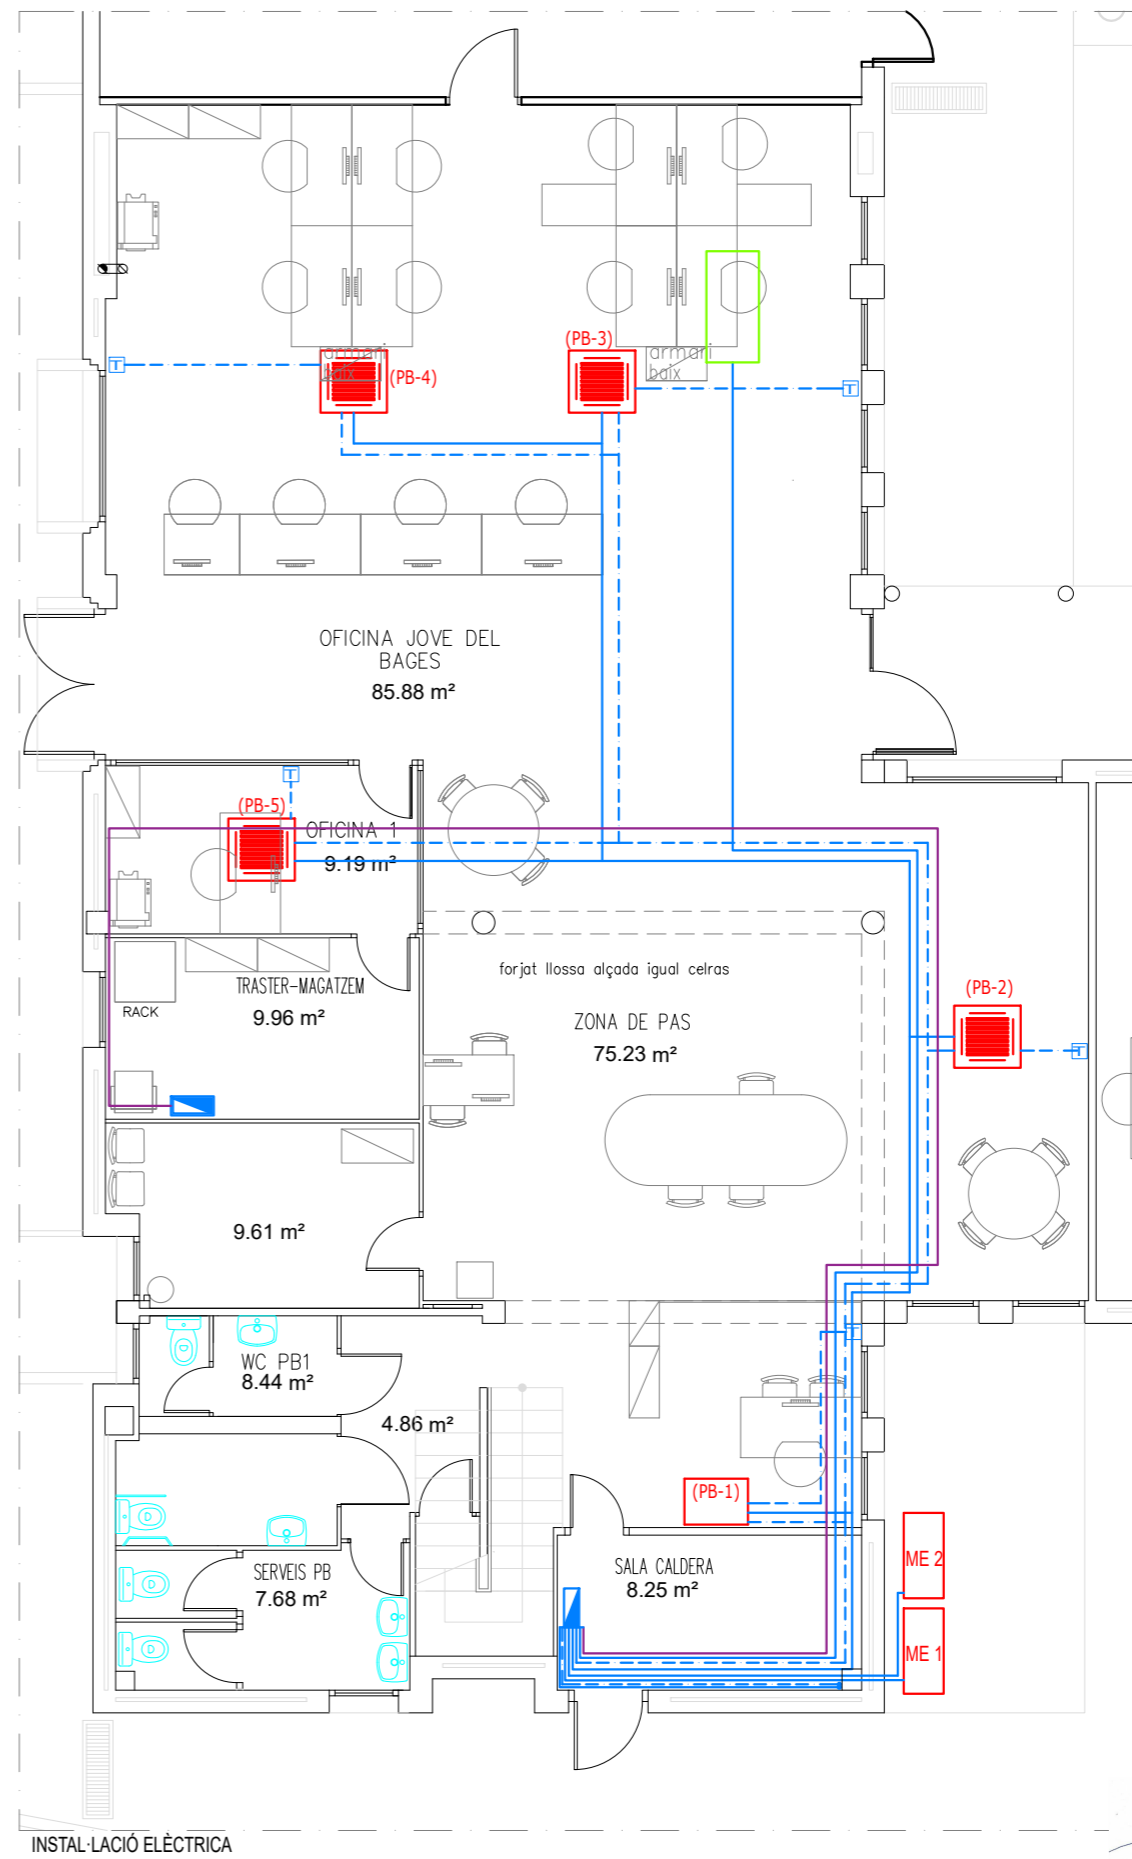 (PB-3)
armari
baix
armari
baix
(PB-4)
T
T
OFICINA JOVE DEL
BAGES
85.88 m²
T
(PB-5)
OFICINA 1
9.19 m²
forjat llossa alçada igual celras
TRASTER-MAGATZEM
RACK
9.96 m²
(PB-2)
ZONA DE PAS
75.23 m²
T
9.61 m²
T
WC PB1
8.44 m²
4.86 m²
(PB-1)
SALA CALDERA
8.25 m²
ME 2
SERVEIS PB
7.68 m²
ME 1
INSTAL·LACIÓ ELÈCTRICA